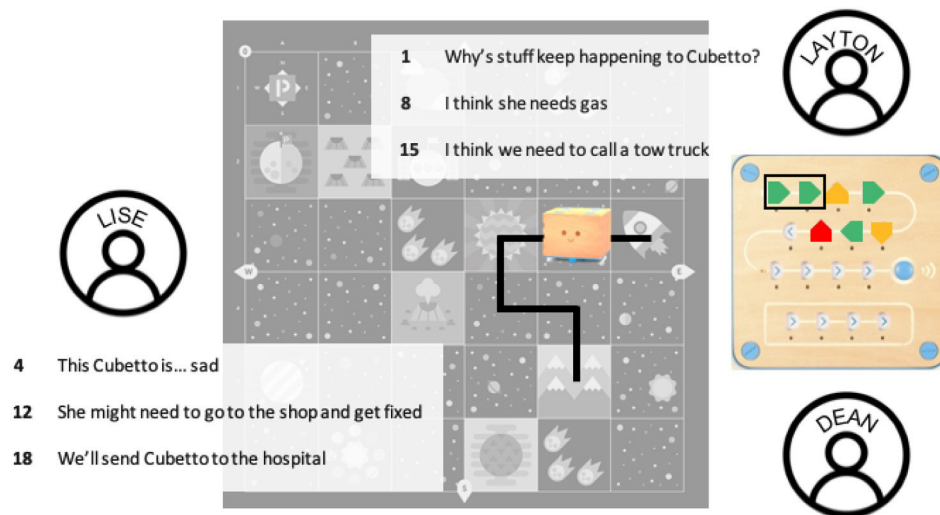 1 Why's stuff keep happening to Cubetto?
8 I think she needs gas
15 I think we need to call a tow truck
LAYTON
LISE
O
N
W
E
S
4 This Cubetto is... sad
12 She might need to go to the shop and get fixed
18 We'll send Cubetto to the hospital
DEAN